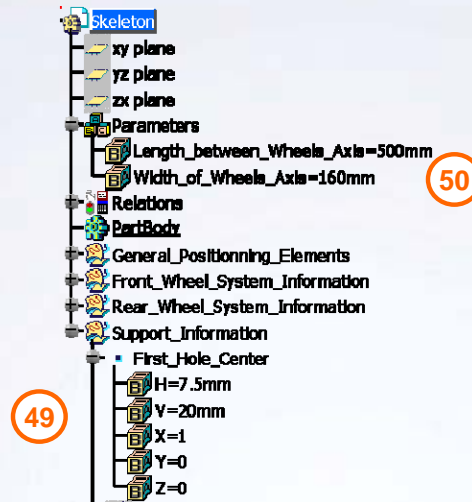 Skeleton
xy plane
yz plane
zx plane
Parameters
Length_between_Wheels_Axis=500mm
Width_of_Wheels_Axis=160mm
50
Relations
PartBody
General_Positionning_Elements
Front_Wheel_System_Information
Rear_Wheel_System_Information
Support_Information
First_Hole_Center
H=7.5mm
49
V=20mm
X=1
Y=0
Z=0